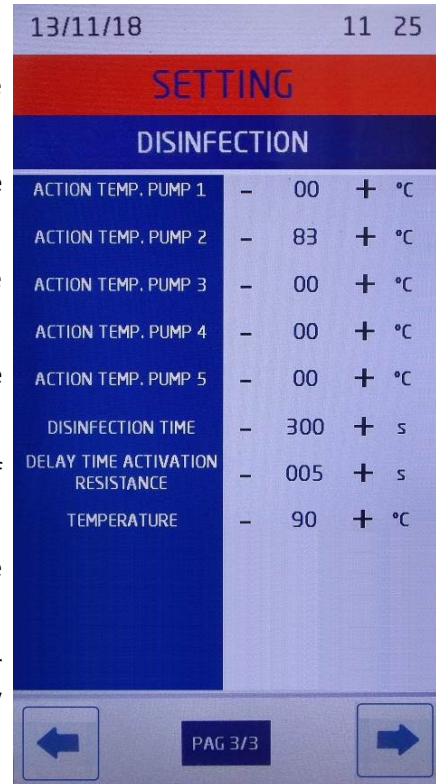 13/11/18 11 25
SETTING
DISINFECTION
ACTION TEMP. PUMP 1 - 00 + °C
ACTION TEMP. PUMP 2 - 83 + °C
ACTION TEMP. PUMP 3 - 00 + °C
ACTION TEMP. PUMP 4 - 00 + °C
ACTION TEMP. PUMP 5 - 00 + °C
DISINFECTION TIME - 300 + s
DELAY TIME ACTIVATION
RESISTANCE - 005 + s
TEMPERATURE - 90 + °C
PAG 3/3